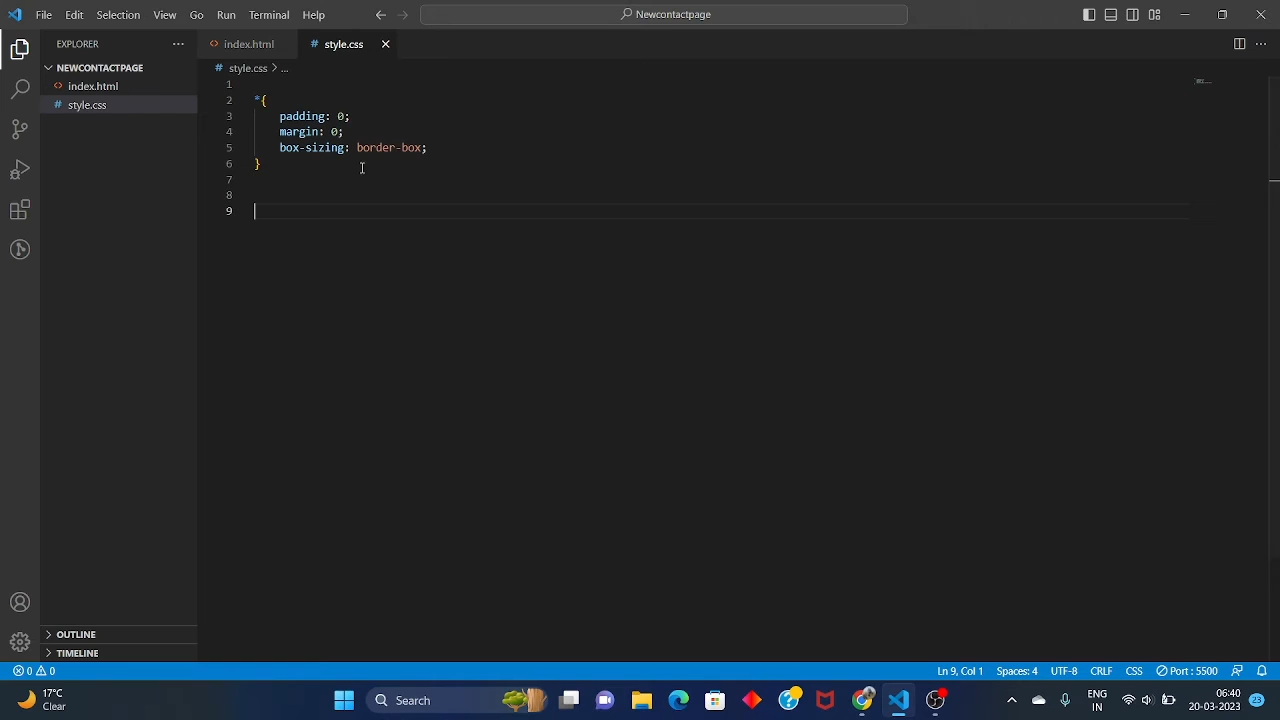 File Edit Selection View Go Run Terminal Help
Newcontactpage
EXPLORER
index.html
style.css
NEWCONTACTPAGE
style.css > ...
index.html
style.css
1
2 *{
3 padding: 0;
4 margin: 0;
5 box-sizing: border-box;
6 }
7
8
9
OUTLINE
TIMELINE
0 0
Ln 9, Col 1 Spaces: 4 UTF-8 CRLF CSS Port : 5500
17°C
Clear
Search
ENG
IN
06:40
20-03-2023
23